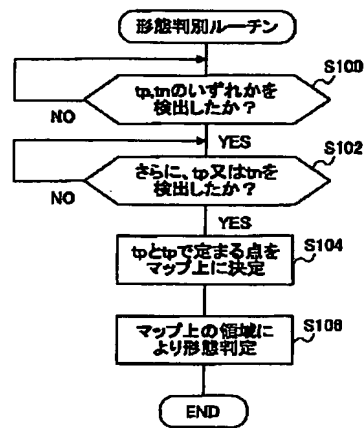 形態判別ルーチン
S100
tp,tnのいずれかを
検出したか？
NO
YES
S102
さらに、tp又はtnを
検出したか？
NO
YES
S104
tpとtpで定まる点を
マップ上に決定
S106
マップ上の領域に
より形態判定
END